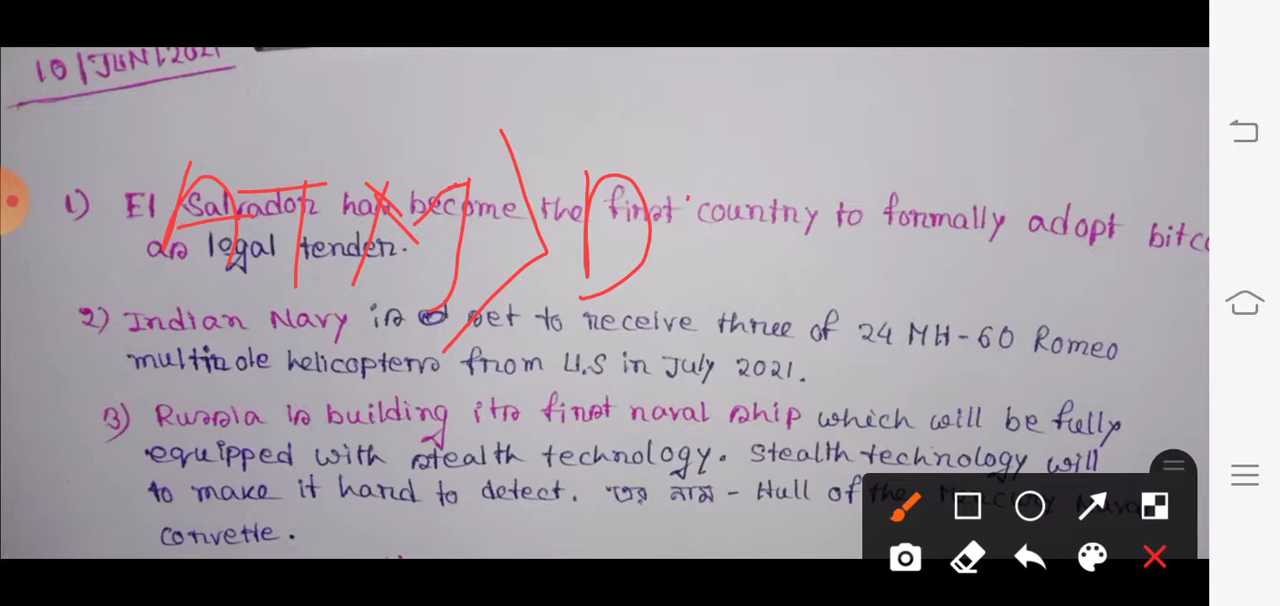 10/JUN/2021
1) El Salvador has become the first country to formally adopt bitco
as legal tender.
2) Indian Navy is set to receive three of 24 MH-60 Romeo
multirole helicopters from U.S in July 2021.
3) Russia is building its first naval ship which will be fully
equipped with stealth technology. Stealth technology will
to make it hard to detect. তার নাম - Hull of the
corvette.